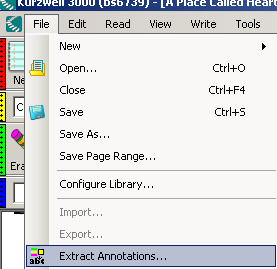 Kurzweil 3000 (bs6739) - [A Place Called Hear
File Edit Read View Write Tools
New
Open... Ctrl+O
Close Ctrl+F4
Save Ctrl+S
Save As...
Save Page Range...
Configure Library...
Import...
Export...
Extract Annotations...
Ne
C
Era
abc